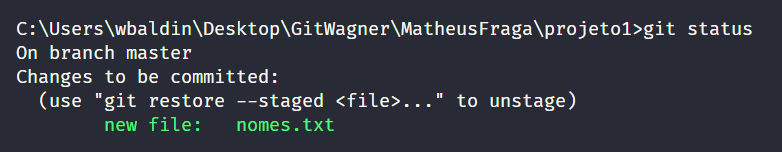 C:\Users\wbaldin\Desktop\GitWagner\MatheusFraga\projeto1>git status
On branch master
Changes to be committed:
  (use "git restore --staged <file>..." to unstage)
        new file:   nomes.txt